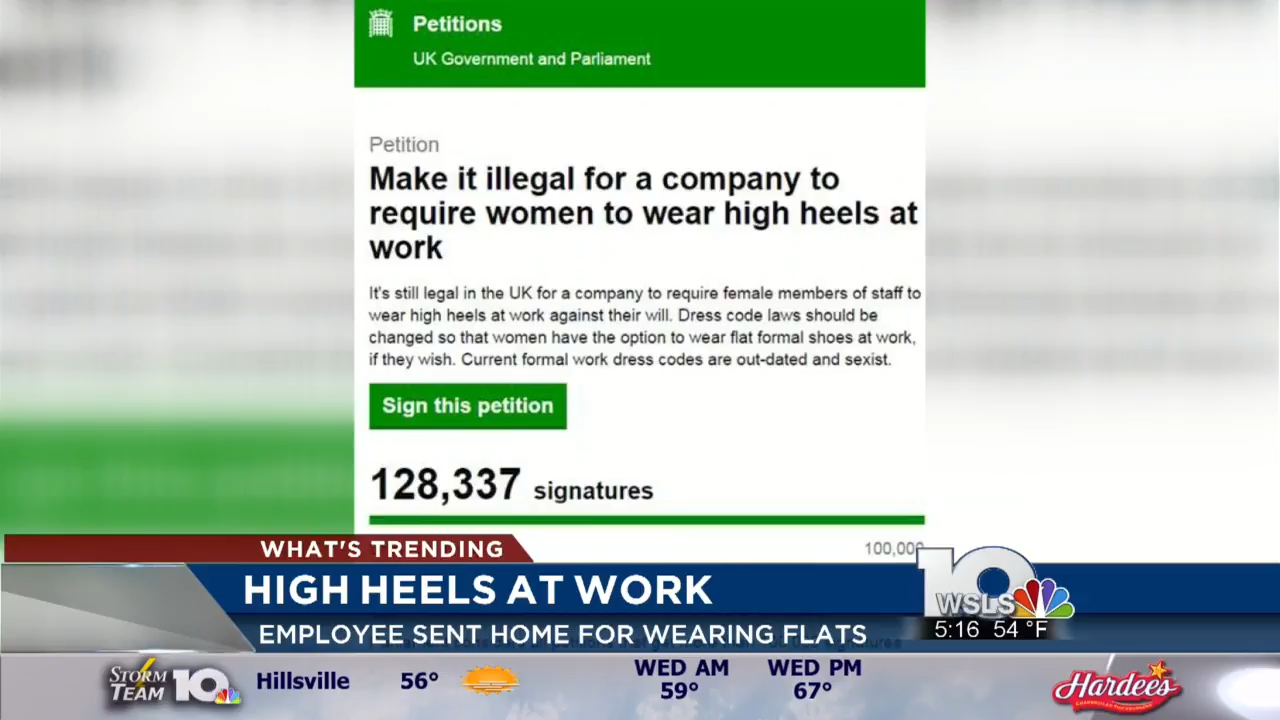 Petitions
UK Government and Parliament
Petition
Make it illegal for a company to
require women to wear high heels at
work
It's still legal in the UK for a company to require female members of staff to
wear high heels at work against their will. Dress code laws should be
changed so that women have the option to wear flat formal shoes at work,
if they wish. Current formal work dress codes are out-dated and sexist.
Sign this petition
128,337 signatures
100,000
WHAT'S TRENDING
HIGH HEELS AT WORK
EMPLOYEE SENT HOME FOR WEARING FLATS
10
WSLS
5:16 54 °F
STORM
TEAM 10
Hillsville 56°
WED AM
59°
WED PM
67°
Hardee's